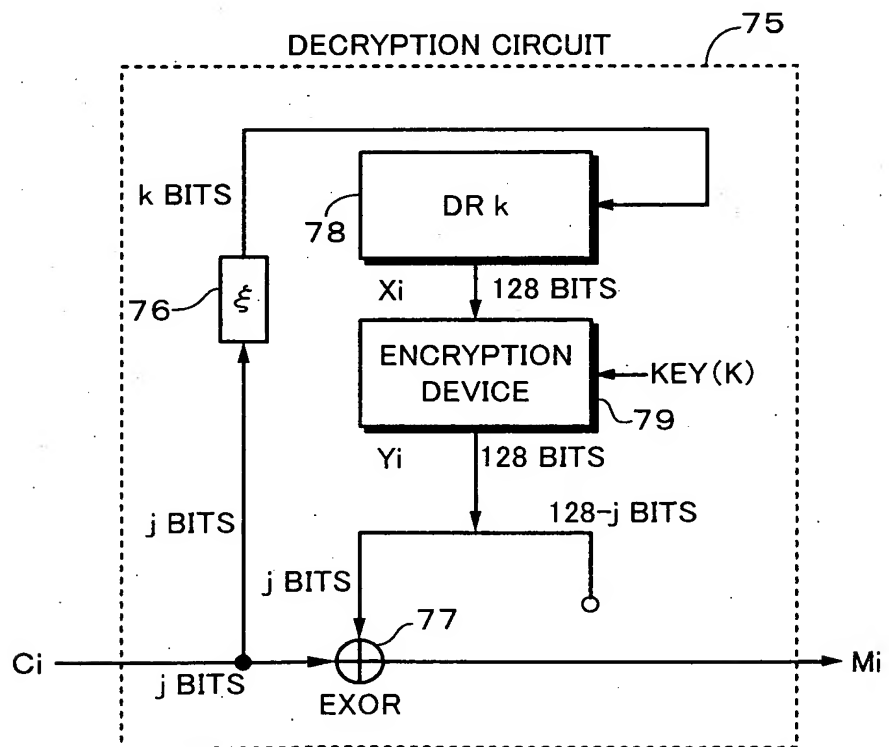 DECRYPTION CIRCUIT
75
k BITS
DR k
78
76
ξ
Xi
128 BITS
ENCRYPTION
DEVICE
KEY(K)
79
Yi
128 BITS
128-j BITS
j BITS
j BITS
77
Ci
j BITS
EXOR
Mi